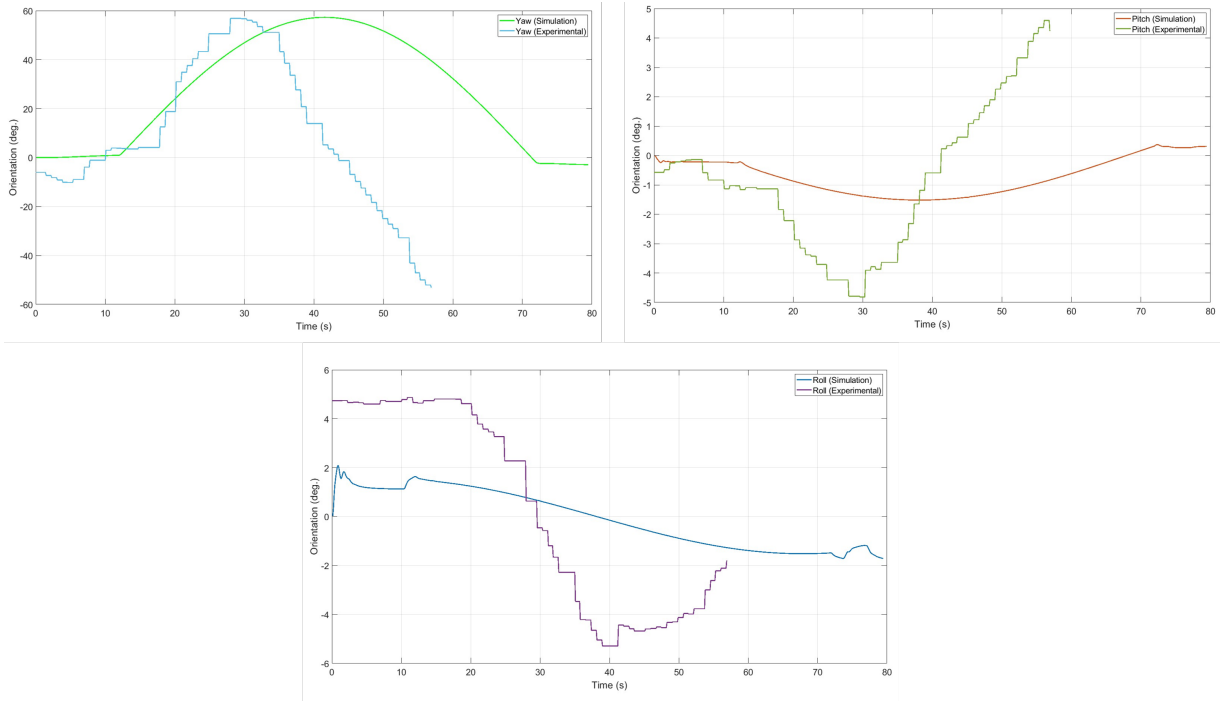 Yaw (Simulation)
Yaw (Experimental)
Orientation (deg.)
60
40
20
0
-20
-40
-60
0 10 20 30 40 50 60 70 80
Time (s)
Pitch (Simulation)
Pitch (Experimental)
Orientation (deg.)
5
4
3
2
1
0
-1
-2
-3
-4
-5
0 10 20 30 40 50 60 70 80
Time (s)
Roll (Simulation)
Roll (Experimental)
Orientation (deg.)
6
4
2
0
-2
-4
-6
0 10 20 30 40 50 60 70 80
Time (s)